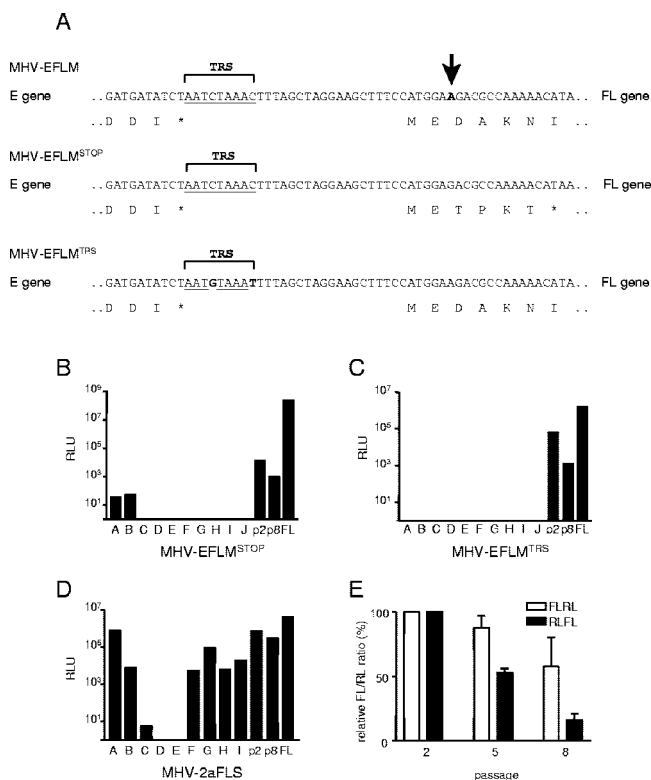 A
MHV-EFLM
TRS
E gene ..GATGATATCTAATCTAAACTTTAGCTAGGAAGCTTTCCATGGAAGACGCCAAAAACATA.. FL gene
..D D I * M E D A K N I ..
MHV-EFLMSTOP
TRS
E gene ..GATGATATCTAATCTAAACTTTAGCTAGGAAGCTTTCCATGGAGACGCCAAAAACATAA.. FL gene
..D D I * M E T P K T * ..
MHV-EFLMTRS
TRS
E gene ..GATGATATCTAATGTAAATTTTAGCTAGGAAGCTTTCCATGGAAGACGCCAAAAACATA.. FL gene
..D D I * M E D A K N I ..
B
RLU
10⁹
10⁷
10⁵
10³
10¹
A B C D E F G H I J p2 p8 FL
MHV-EFLMSTOP
C
RLU
10⁷
10⁵
10³
10¹
A B C D E F G H I J p2 p8 FL
MHV-EFLMTRS
D
RLU
10⁷
10⁵
10³
10¹
A B C D E F G H I p2 p8 FL
MHV-2aFLS
E
relative FL/RL ratio (%)
100
50
0
FLRL
RLFL
2 5 8
passage